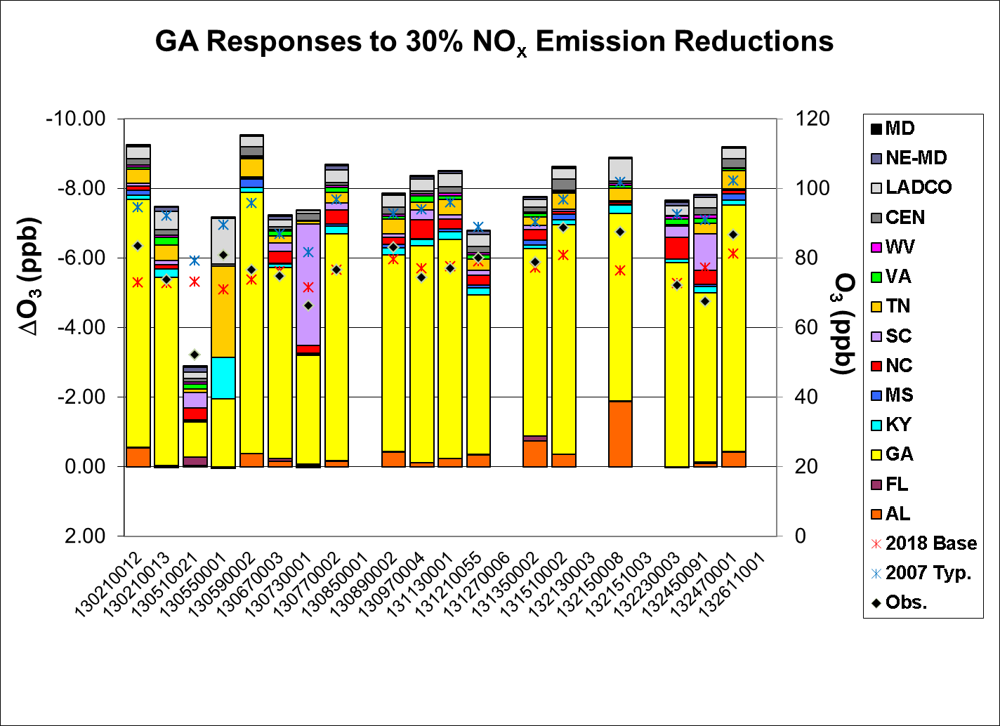 GA Responses to 30% NOx Emission Reductions
-10.00
-8.00
-6.00
-4.00
-2.00
0.00
2.00
ΔO3 (ppb)
120
100
80
60
40
20
0
O3 (ppb)
130210012
130210013
130510021
130550001
130590002
130670003
130730001
130770002
130850001
130890002
130970004
131130001
131210055
131270006
131350002
131510002
132130003
132150008
132151003
132230003
132450091
132470001
132611001
MD
NE-MD
LADCO
CEN
WV
VA
TN
SC
NC
MS
KY
GA
FL
AL
2018 Base
2007 Typ.
Obs.